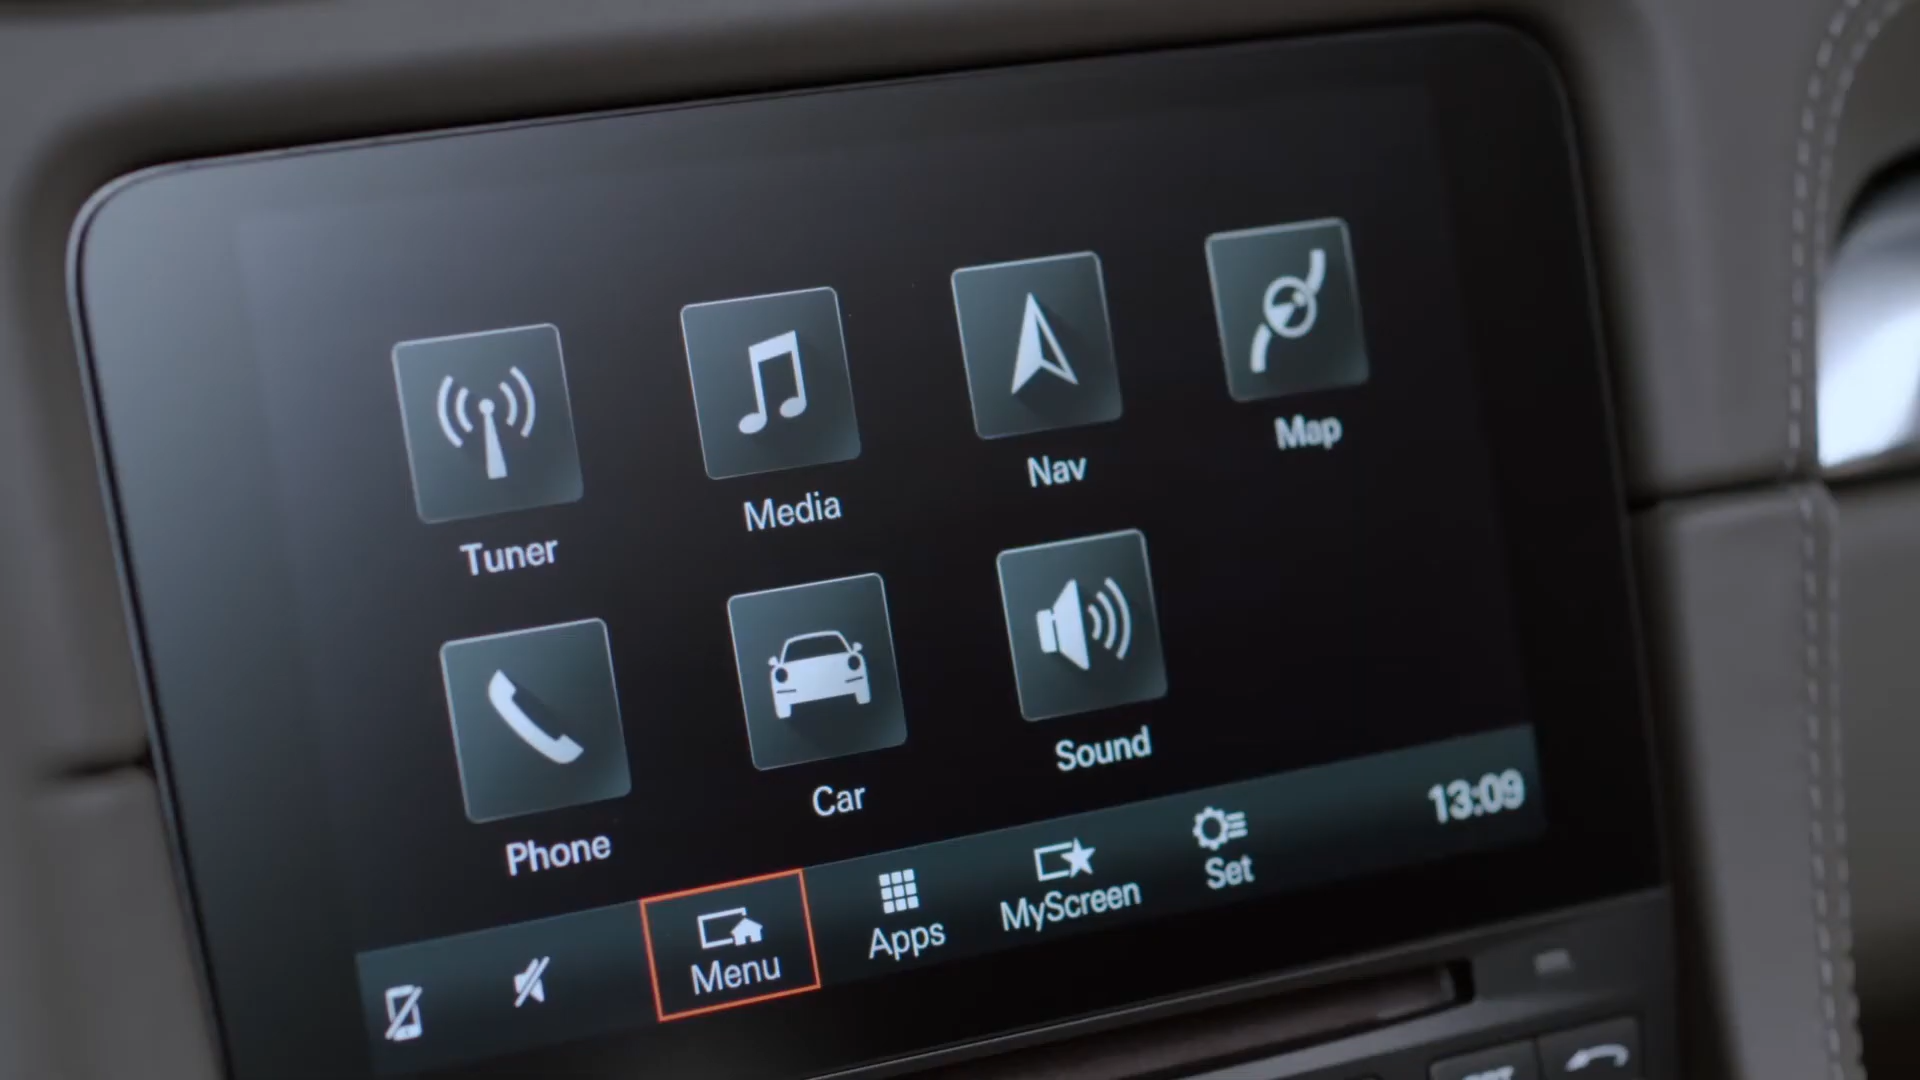 Tuner
Media
Nav
Map
Phone
Car
Sound
Menu
Apps
MyScreen
Set
13:09